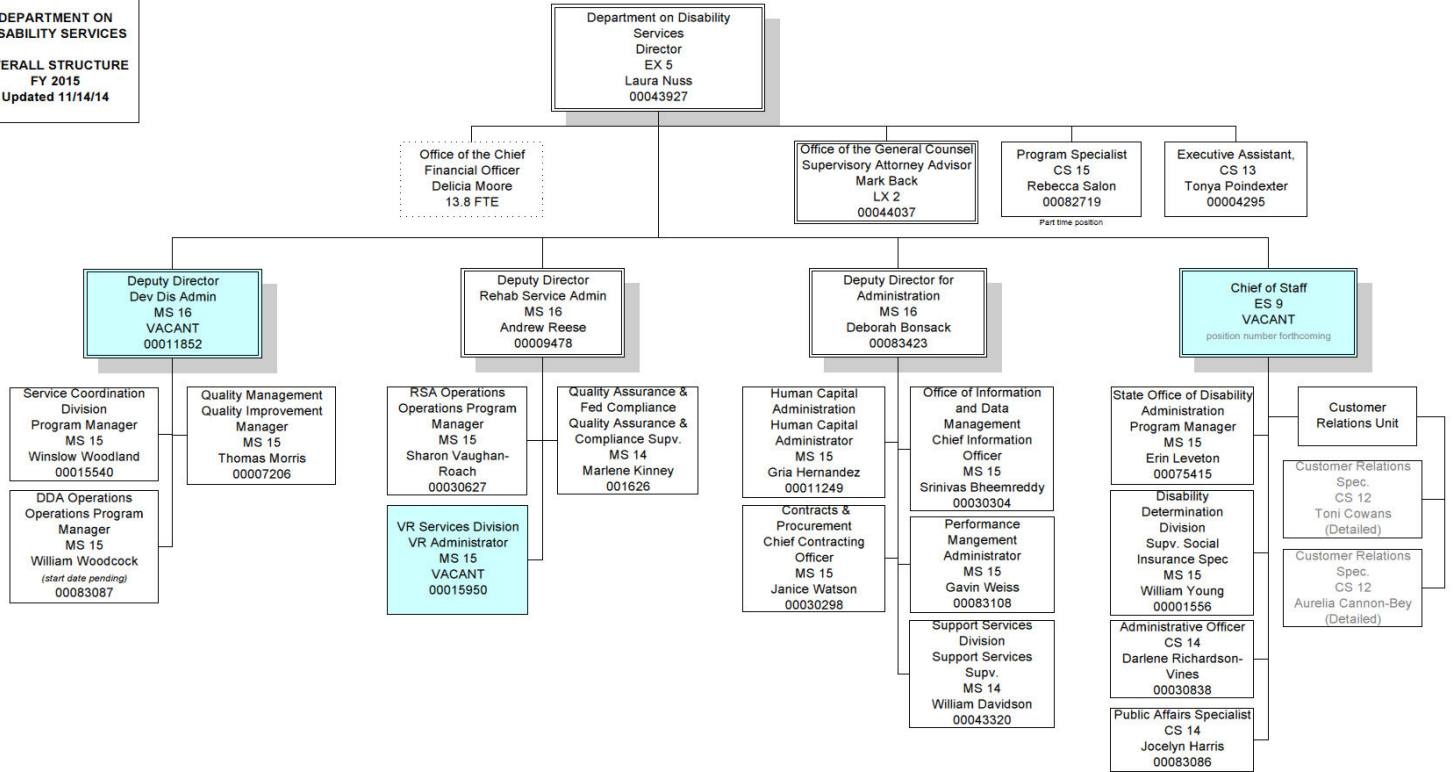 DEPARTMENT ON
SABILITY SERVICES
ERALL STRUCTURE
FY 2015
Updated 11/14/14
Department on Disability
Services
Director
EX 5
Laura Nuss
00043927
Office of the Chief
Financial Officer
Delicia Moore
13.8 FTE
Office of the General Counsel
Supervisory Attorney Advisor
Mark Back
LX 2
00044037
Program Specialist
CS 15
Rebecca Salon
00082719
Part time position
Executive Assistant,
CS 13
Tonya Poindexter
00004295
Deputy Director
Dev Dis Admin
MS 16
VACANT
00011852
Deputy Director
Rehab Service Admin
MS 16
Andrew Reese
00009478
Deputy Director for
Administration
MS 16
Deborah Bonsack
00083423
Chief of Staff
ES 9
VACANT
position number forthcoming
Service Coordination
Division
Program Manager
MS 15
Winslow Woodland
00015540
Quality Management
Quality Improvement
Manager
MS 15
Thomas Morris
00007206
DDA Operations
Operations Program
Manager
MS 15
William Woodcock
(start date pending)
00083087
RSA Operations
Operations Program
Manager
MS 15
Sharon Vaughan-
Roach
00030627
Quality Assurance &
Fed Compliance
Quality Assurance &
Compliance Supv.
MS 14
Marlene Kinney
001626
VR Services Division
VR Administrator
MS 15
VACANT
00015950
Human Capital
Administration
Human Capital
Administrator
MS 15
Gria Hernandez
00011249
Office of Information
and Data
Management
Chief Information
Officer
MS 15
Srinivas Bheemreddy
00030304
Contracts &
Procurement
Chief Contracting
Officer
MS 15
Janice Watson
00030298
Performance
Mangement
Administrator
MS 15
Gavin Weiss
00083108
Support Services
Division
Support Services
Supv.
MS 14
William Davidson
00043320
State Office of Disability
Administration
Program Manager
MS 15
Erin Leveton
00075415
Customer
Relations Unit
Customer Relations
Spec.
CS 12
Toni Cowans
(Detailed)
Disability
Determination
Division
Supv. Social
Insurance Spec
MS 15
William Young
00001556
Customer Relations
Spec.
CS 12
Aurelia Cannon-Bey
(Detailed)
Administrative Officer
CS 14
Darlene Richardson-
Vines
00030838
Public Affairs Specialist
CS 14
Jocelyn Harris
00083086